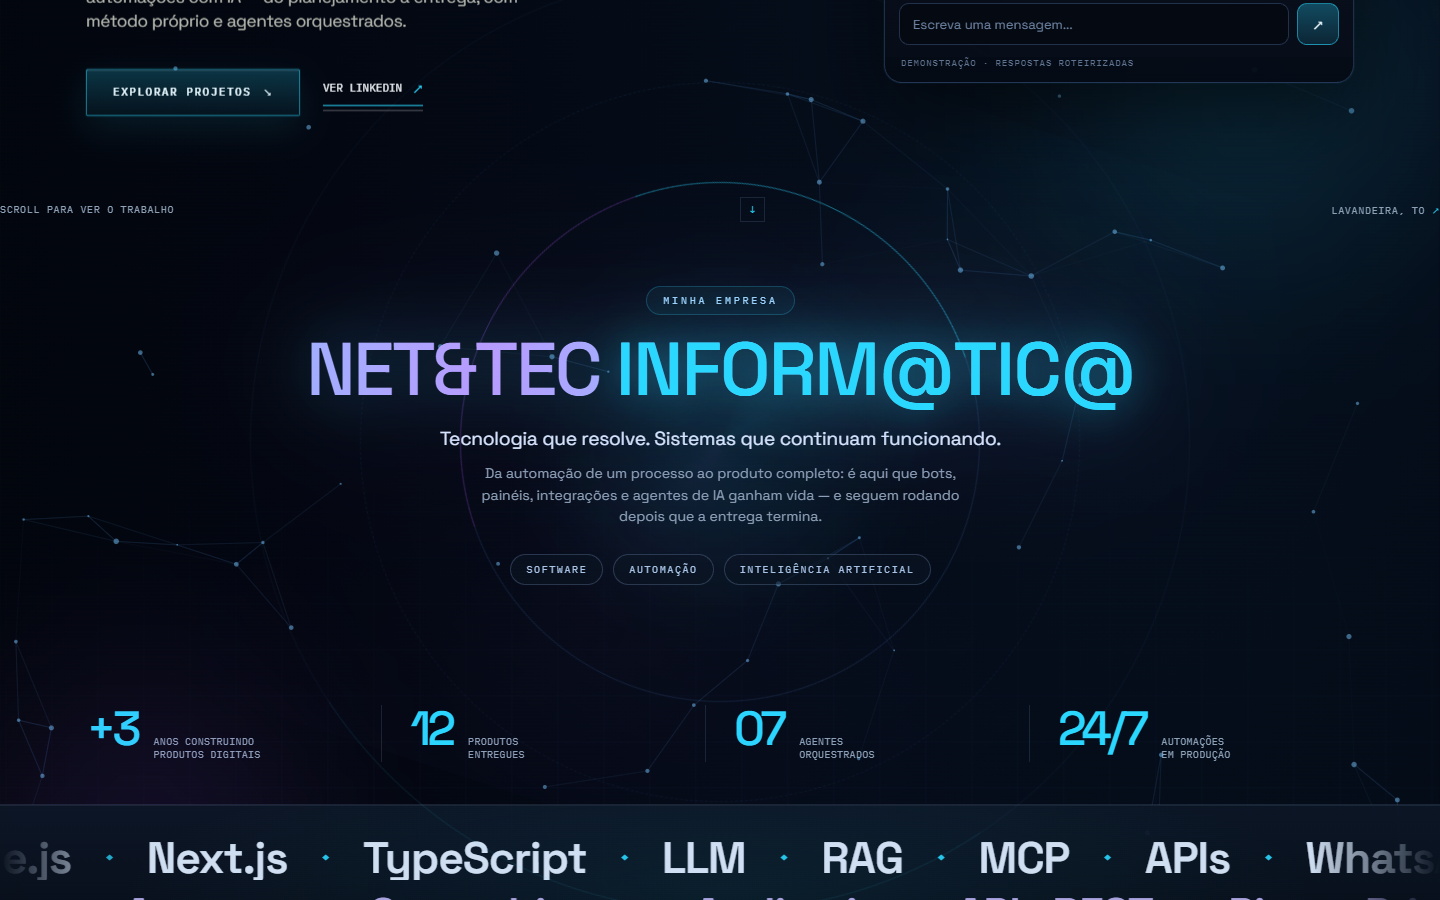 método próprio e agentes orquestrados.
Escreva uma mensagem...
↗
DEMONSTRAÇÃO · RESPOSTAS ROTEIRIZADAS
EXPLORAR PROJETOS ↘
VER LINKEDIN ↗
SCROLL PARA VER O TRABALHO
↓
LAVANDEIRA, TO ↗
MINHA EMPRESA
NET&TEC INFORM@TIC@
Tecnologia que resolve. Sistemas que continuam funcionando.
Da automação de um processo ao produto completo: é aqui que bots,
painéis, integrações e agentes de IA ganham vida — e seguem rodando
depois que a entrega termina.
SOFTWARE
AUTOMAÇÃO
INTELIGÊNCIA ARTIFICIAL
+3
ANOS CONSTRUINDO
PRODUTOS DIGITAIS
12
PRODUTOS
ENTREGUES
07
AGENTES
ORQUESTRADOS
24/7
AUTOMAÇÕES
EM PRODUÇÃO
e.js ◆ Next.js ◆ TypeScript ◆ LLM ◆ RAG ◆ MCP ◆ APIs ◆ Whats